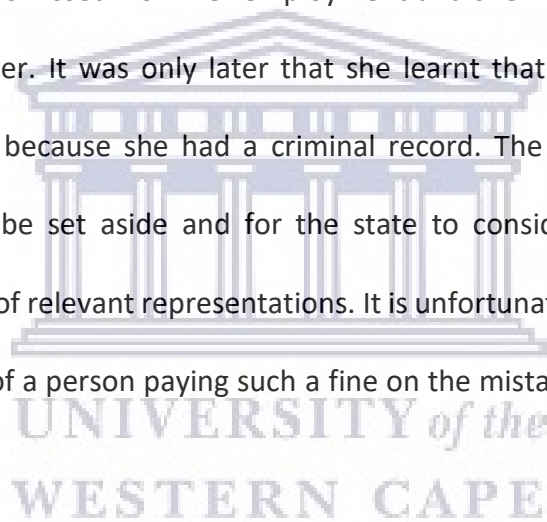 er. It was only later that she learnt that
because she had a criminal record. The
be set aside and for the state to consid
of relevant representations. It is unfortunat
of a person paying such a fine on the mista
UNIVERSITY of the
WESTERN CAPE